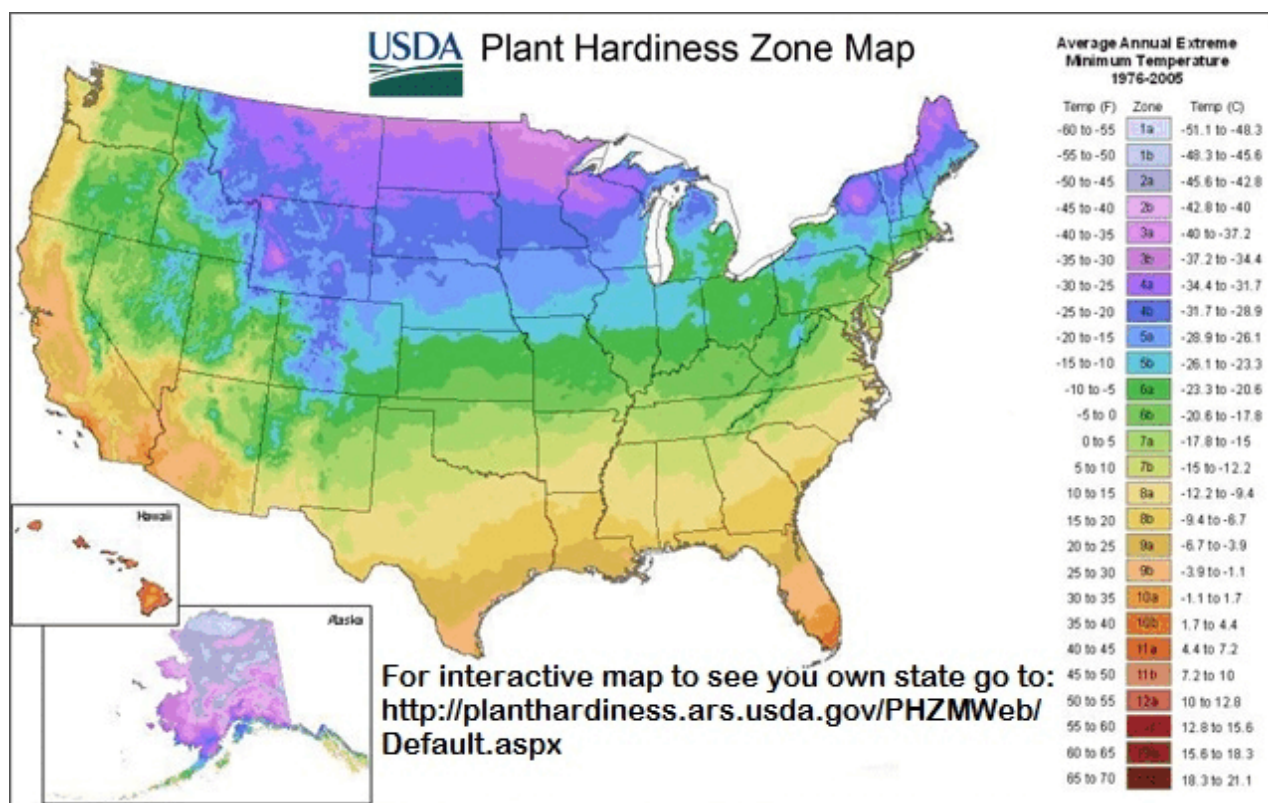 USDA Plant Hardiness Zone Map
Average Annual Extreme
Minimum Temperature
1976-2005
Temp (F) Zone Temp (C)
-60 to -55 1a -51.1 to -48.3
-55 to -50 1b -48.3 to -45.6
-50 to -45 2a -45.6 to -42.8
-45 to -40 2b -42.8 to -40
-40 to -35 3a -40 to -37.2
-35 to -30 3b -37.2 to -34.4
-30 to -25 4a -34.4 to -31.7
-25 to -20 4b -31.7 to -28.9
-20 to -15 5a -28.9 to -26.1
-15 to -10 5b -26.1 to -23.3
-10 to -5 6a -23.3 to -20.6
-5 to 0 6b -20.6 to -17.8
0 to 5 7a -17.8 to -15
5 to 10 7b -15 to -12.2
10 to 15 8a -12.2 to -9.4
15 to 20 8b -9.4 to -6.7
20 to 25 9a -6.7 to -3.9
25 to 30 9b -3.9 to -1.1
30 to 35 10a -1.1 to 1.7
35 to 40 10b 1.7 to 4.4
40 to 45 11a 4.4 to 7.2
45 to 50 11b 7.2 to 10
50 to 55 12a 10 to 12.8
55 to 60 12.8 to 15.6
60 to 65 15.6 to 18.3
65 to 70 18.3 to 21.1
Hawaii
Alaska
For interactive map to see you own state go to:
http://planthardiness.ars.usda.gov/PHZMWeb/
Default.aspx